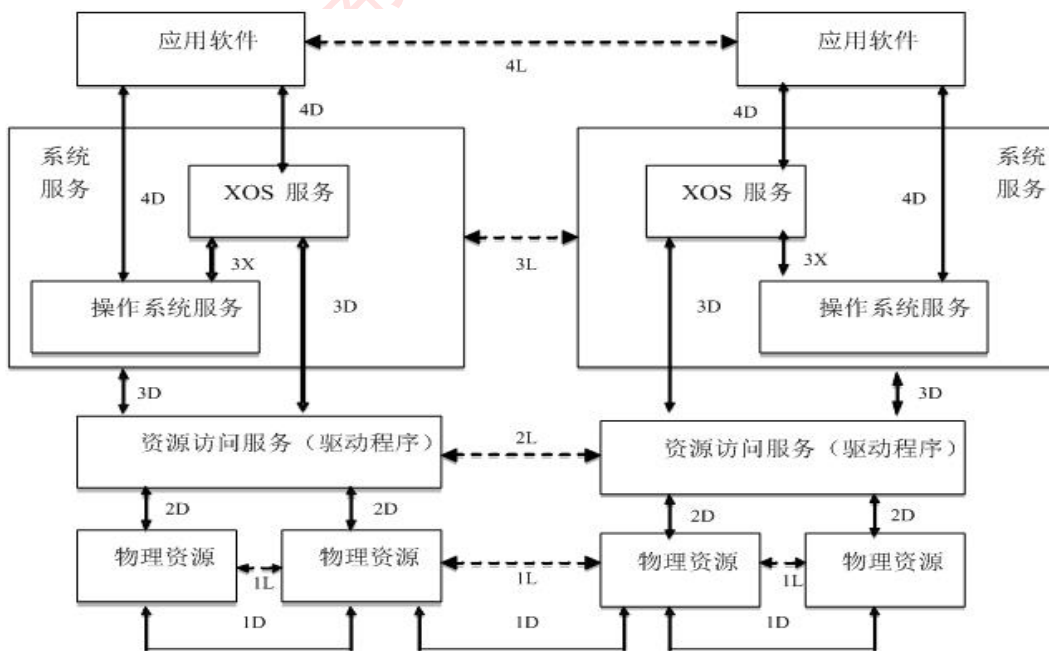 应用软件
应用软件
4L
4D
4D
系统
服务
系统
服务
XOS 服务
XOS 服务
4D
4D
3L
3X
3X
操作系统服务
操作系统服务
3D
3D
3D
3D
资源访问服务（驱动程序）
2L
资源访问服务（驱动程序）
2D
2D
2D
2D
物理资源
物理资源
物理资源
物理资源
1L
1L
1L
1D
1D
1D